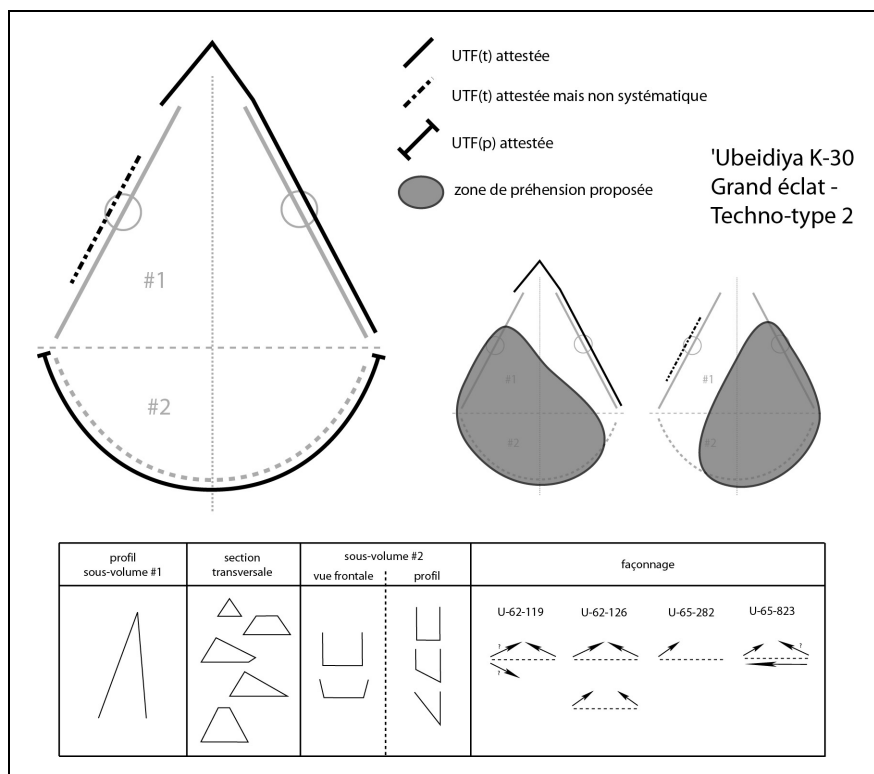 UTF(t) attestée
UTF(t) attestée mais non systématique
UTF(p) attestée
zone de préhension proposée
'Ubeidiya K-30
Grand éclat -
Techno-type 2
#1
#2
#1
#2
#1
#2
profil
sous-volume #1
section
transversale
sous-volume #2
vue frontale
profil
façonnage
U-62-119
U-62-126
U-65-282
U-65-823
?
?
?